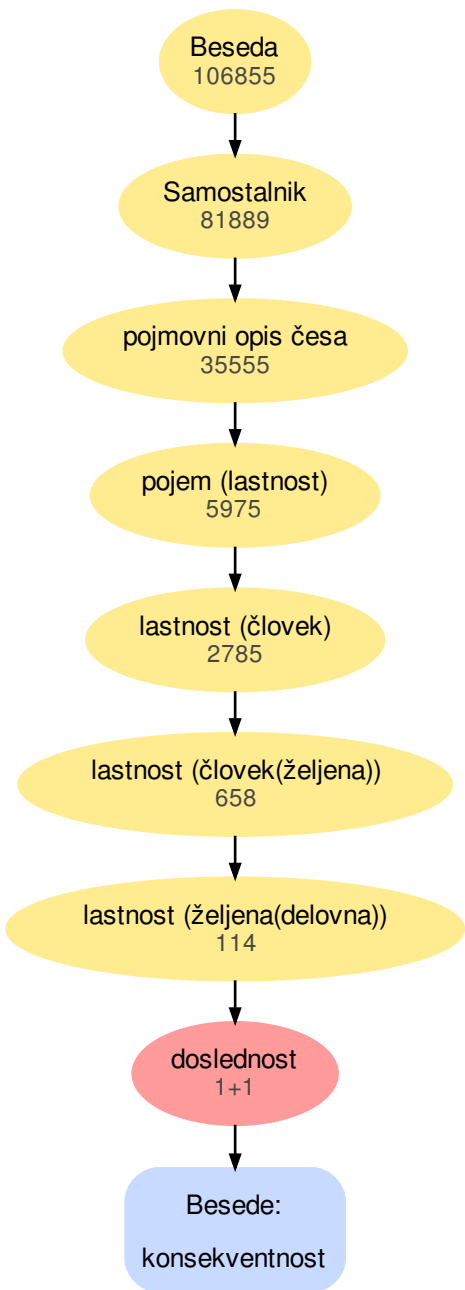 Beseda
106855
Samostalnik
81889
pojmovni opis česa
35555
pojem (lastnost)
5975
lastnost (človek)
2785
lastnost (človek(željena))
658
lastnost (željena(delovna))
114
doslednost
1+1
Besede:
konsekventnost